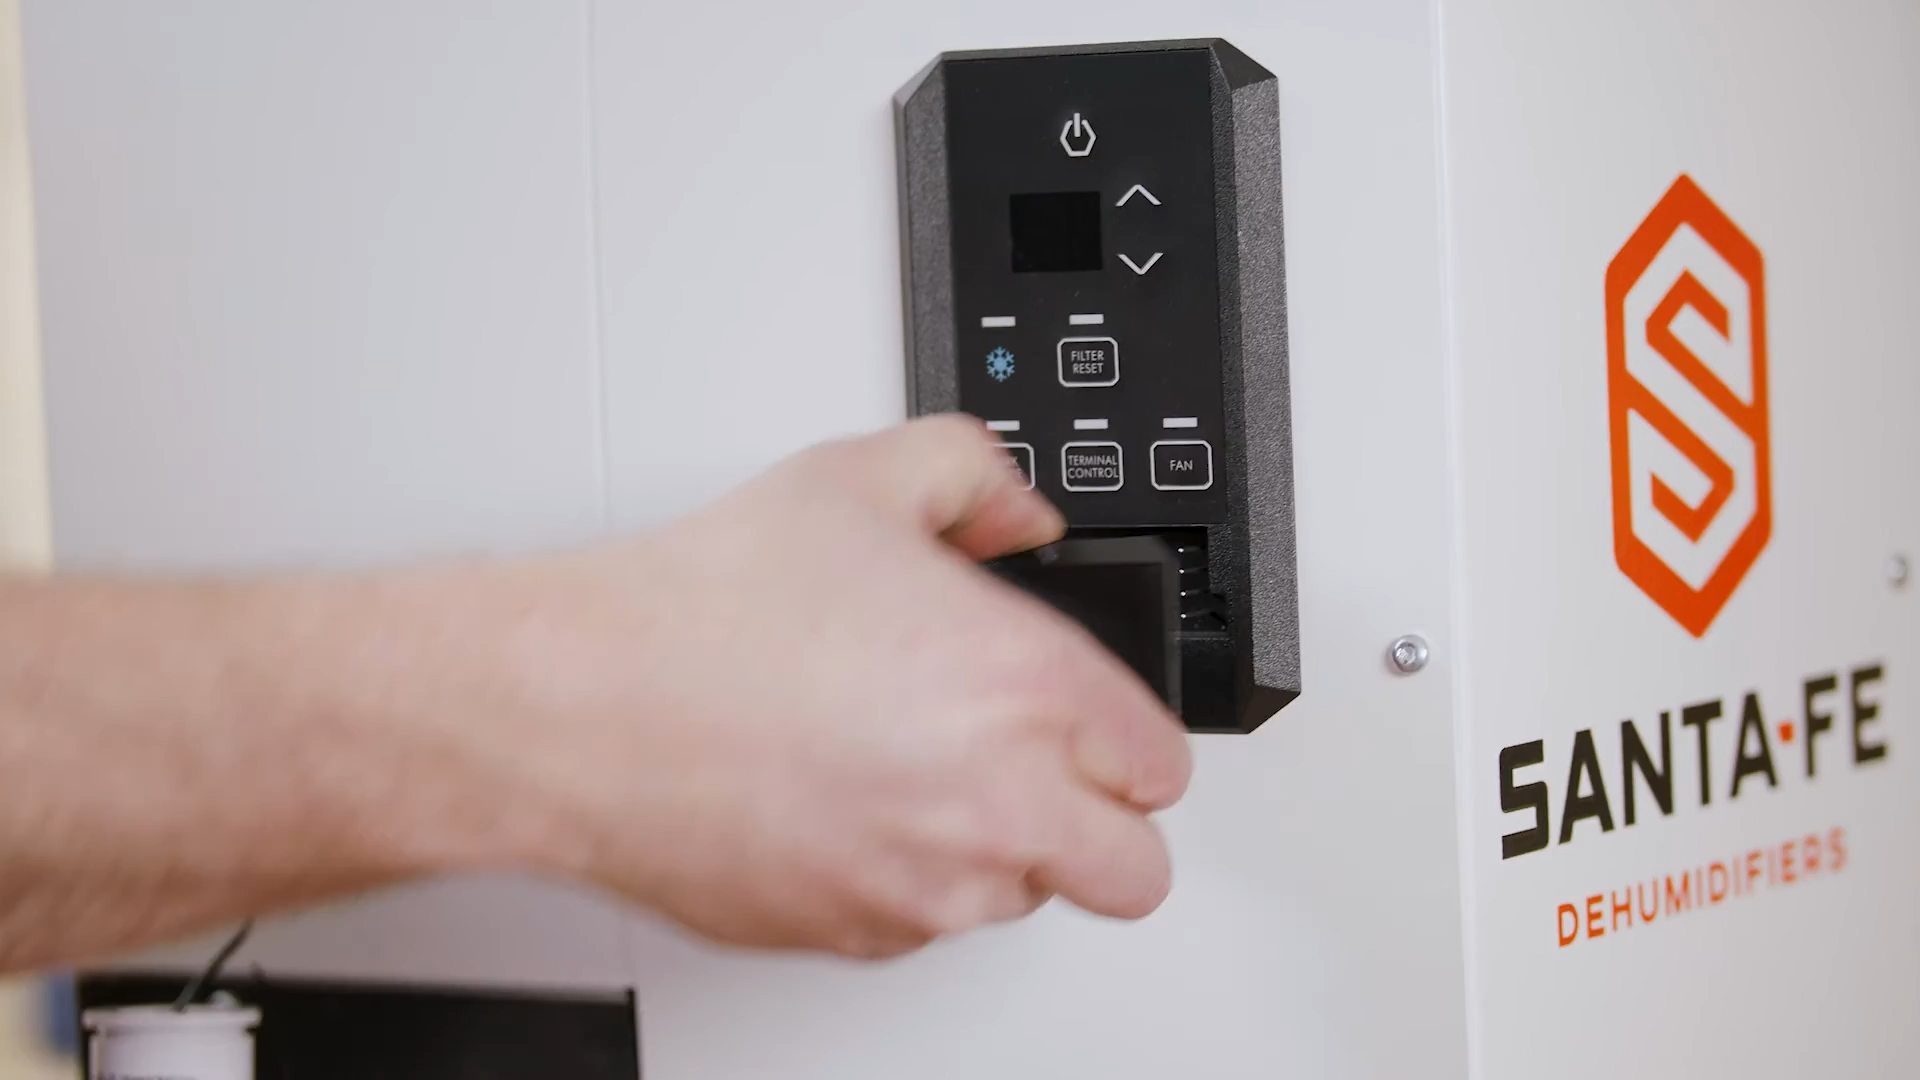 FILTER
RESET
TERMINAL
CONTROL
FAN
SANTA·FE
DEHUMIDIFIERS